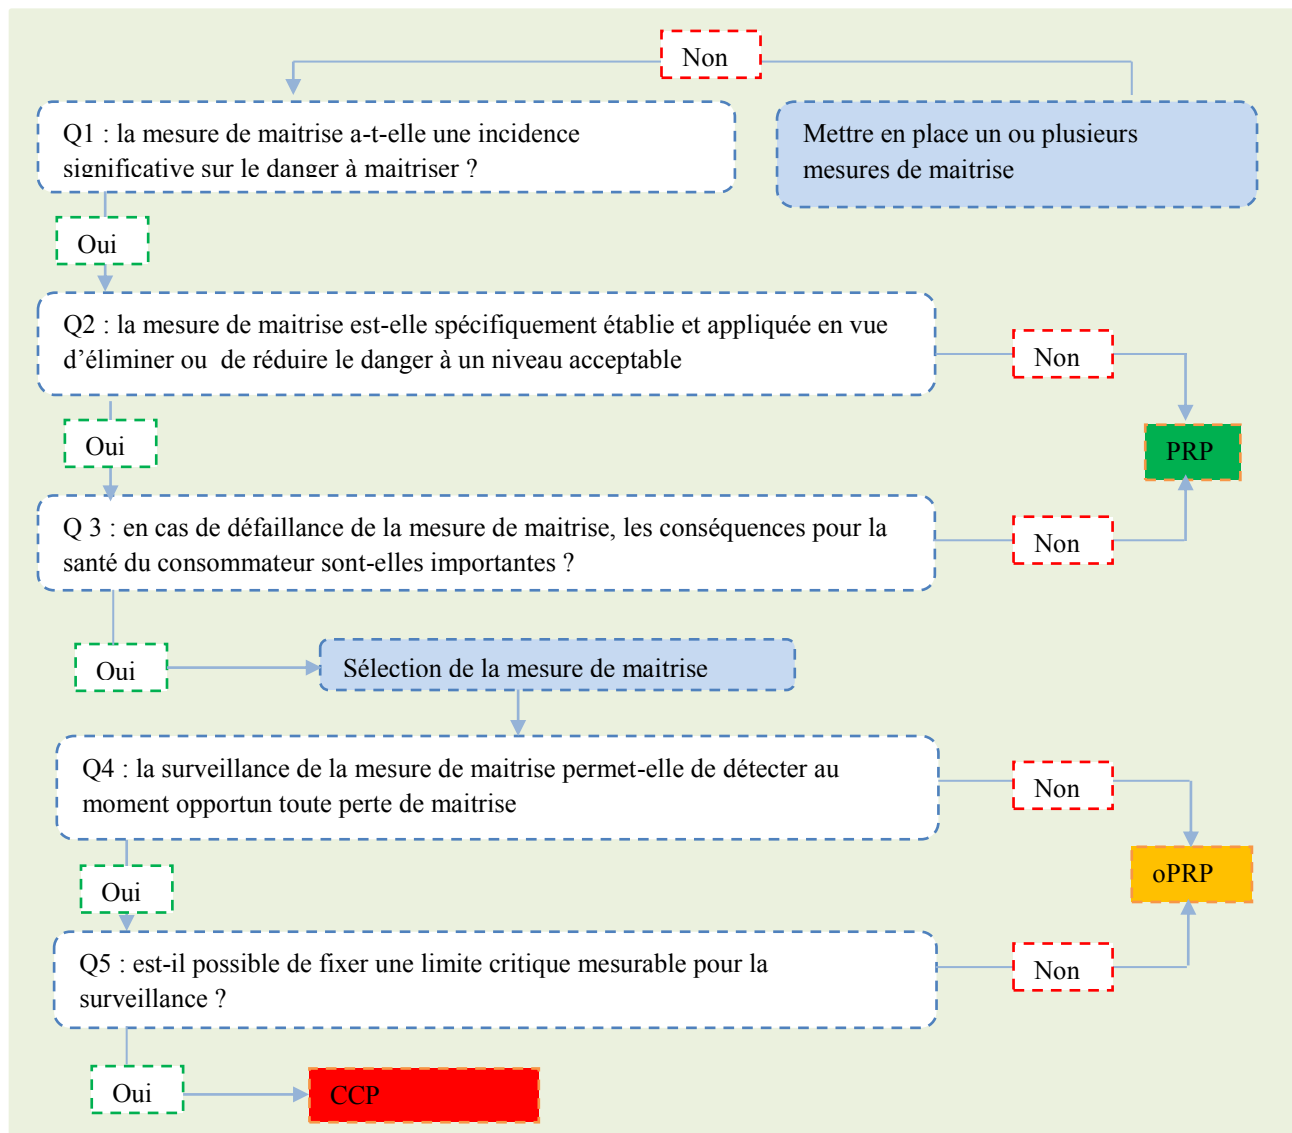 Non
Q1 : la mesure de maitrise a-t-elle une incidence
significative sur le danger à maitriser ?
Mettre en place un ou plusieurs
mesures de maitrise
Oui
Q2 : la mesure de maitrise est-elle spécifiquement établie et appliquée en vue
d’éliminer ou de réduire le danger à un niveau acceptable
Non
Oui
PRP
Q 3 : en cas de défaillance de la mesure de maitrise, les conséquences pour la
santé du consommateur sont-elles importantes ?
Non
Oui
Sélection de la mesure de maitrise
Q4 : la surveillance de la mesure de maitrise permet-elle de détecter au
moment opportun toute perte de maitrise
Non
Oui
oPRP
Q5 : est-il possible de fixer une limite critique mesurable pour la
surveillance ?
Non
Oui
CCP